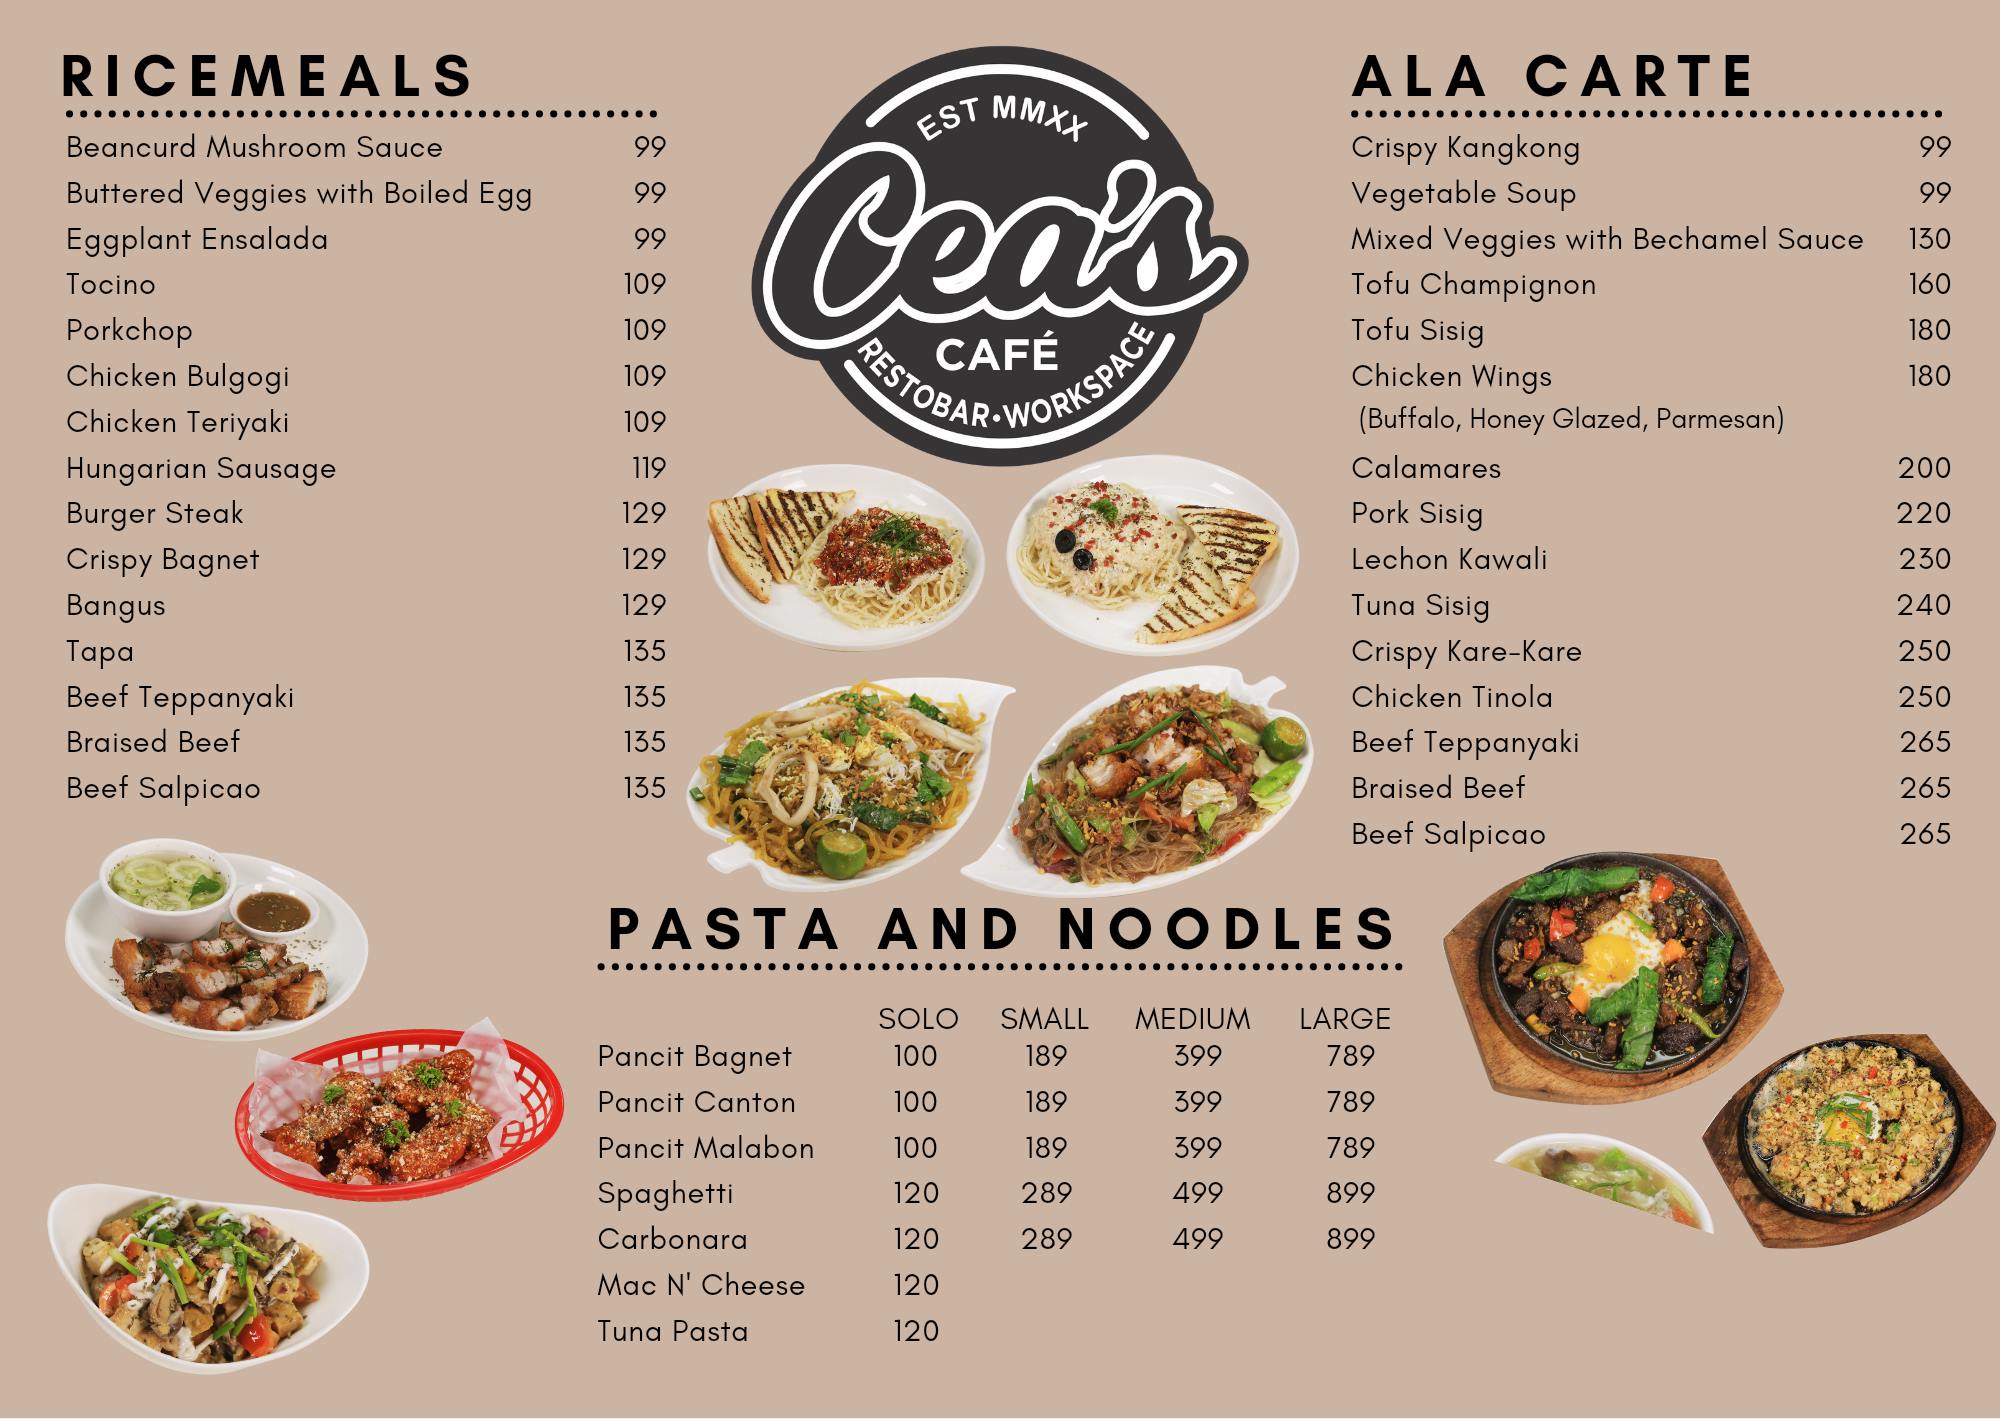 RICEMEALS
Beancurd Mushroom Sauce 99
Buttered Veggies with Boiled Egg 99
Eggplant Ensalada 99
Tocino 109
Porkchop 109
Chicken Bulgogi 109
Chicken Teriyaki 109
Hungarian Sausage 119
Burger Steak 129
Crispy Bagnet 129
Bangus 129
Tapa 135
Beef Teppanyaki 135
Braised Beef 135
Beef Salpicao 135
EST MMXX
Cea's
CAFÉ
RESTOBAR•WORKSPACE
ALA CARTE
Crispy Kangkong 99
Vegetable Soup 99
Mixed Veggies with Bechamel Sauce 130
Tofu Champignon 160
Tofu Sisig 180
Chicken Wings 180
(Buffalo, Honey Glazed, Parmesan)
Calamares 200
Pork Sisig 220
Lechon Kawali 230
Tuna Sisig 240
Crispy Kare-Kare 250
Chicken Tinola 250
Beef Teppanyaki 265
Braised Beef 265
Beef Salpicao 265
PASTA AND NOODLES
SOLO SMALL MEDIUM LARGE
Pancit Bagnet 100 189 399 789
Pancit Canton 100 189 399 789
Pancit Malabon 100 189 399 789
Spaghetti 120 289 499 899
Carbonara 120 289 499 899
Mac N' Cheese 120
Tuna Pasta 120